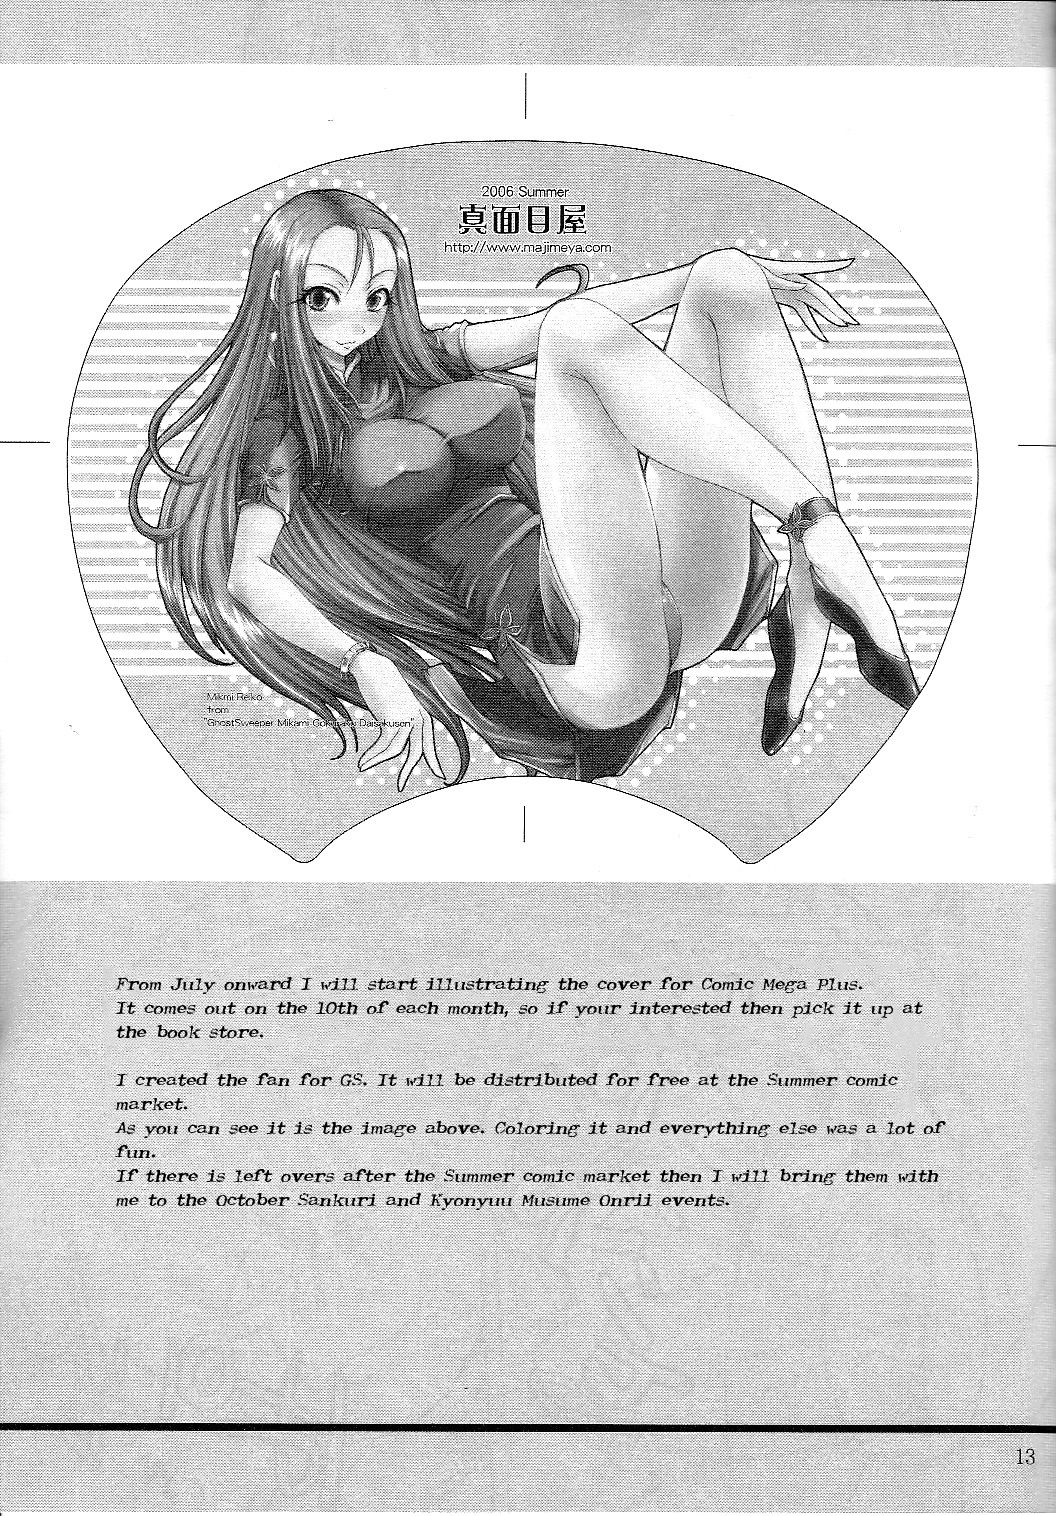 2006 Summer
真面目屋
http://www.majimeya.com
Mikmi Reiko
from
"GhostSweeper Mikami Gokuraku Daisakusen"
From July onward I will start illustrating the cover for Comic Mega Plus.
It comes out on the 10th of each month, so if your interested then pick it up at
the book store.
I created the fan for GS. It will be distributed for free at the Summer comic
market.
As you can see it is the image above. Coloring it and everything else was a lot of
fun.
If there is left overs after the Summer comic market then I will bring them with
me to the October Sankuri and Kyonyuu Musume Onrii events.
13